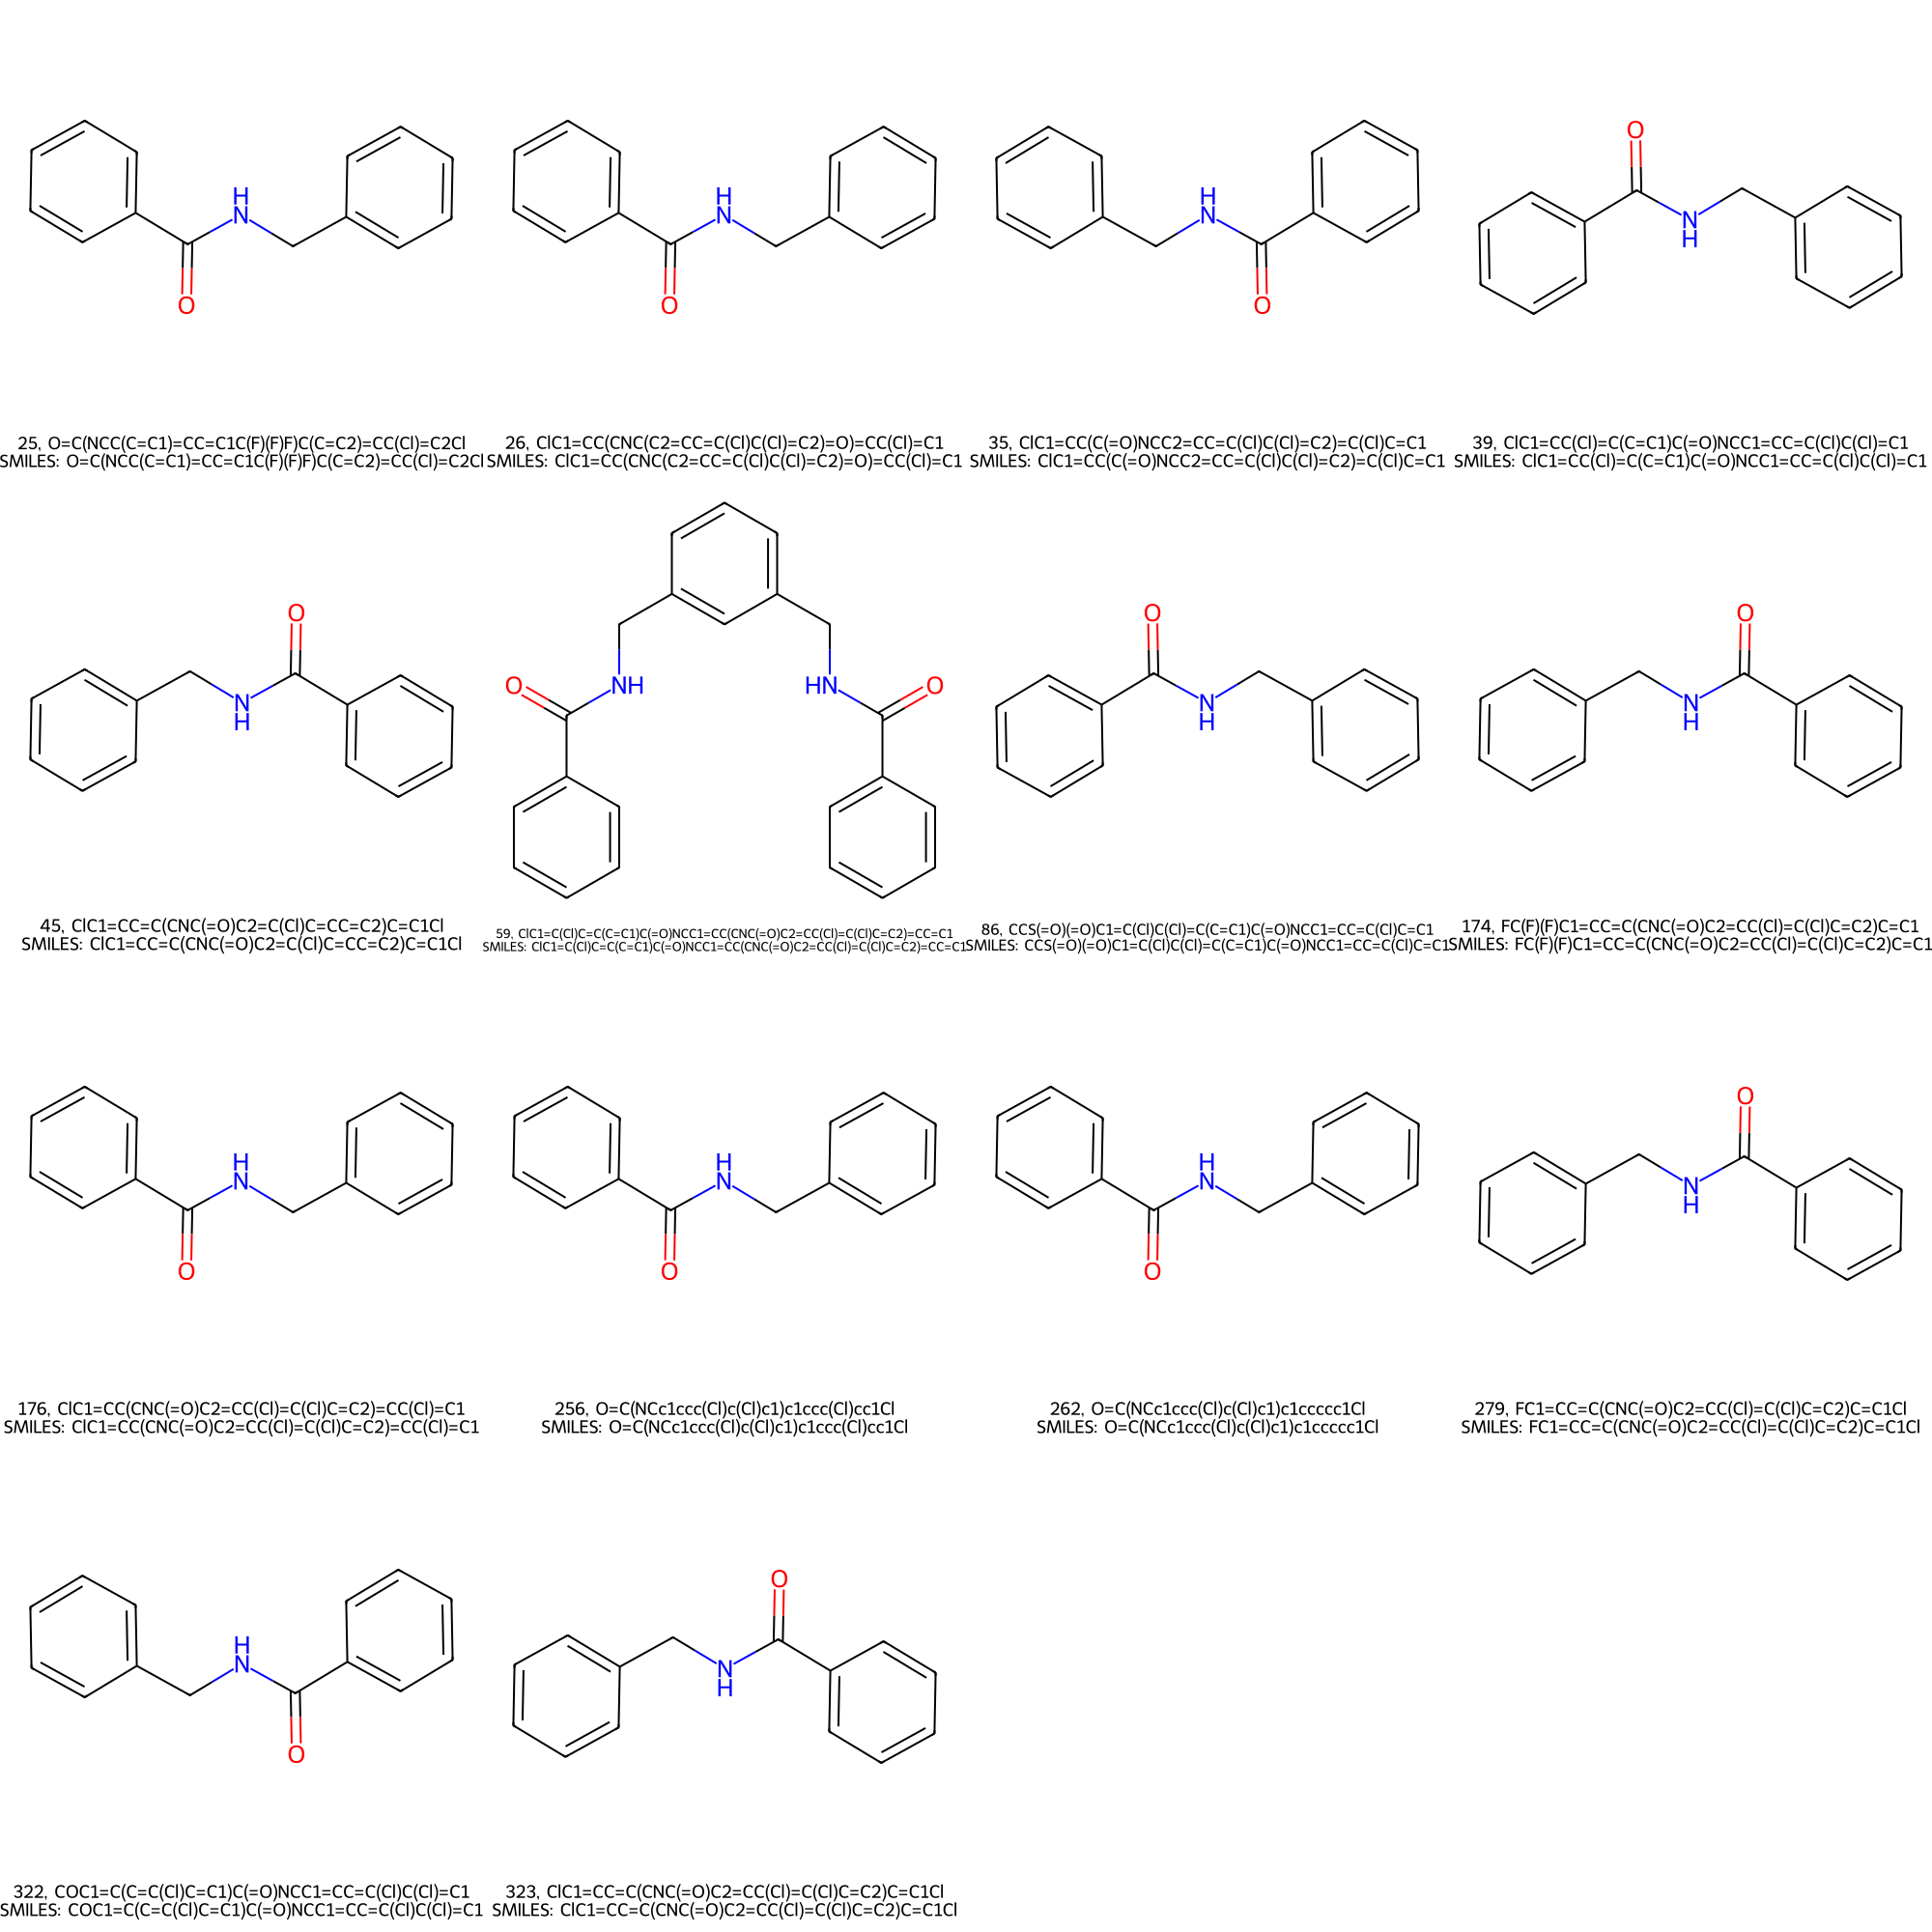 H
N
O
H
N
O
H
N
O
O
N
H
25, O=C(NCC(C=C1)=CC=C1C(F)(F)F)C(C=C2)=CC(Cl)=C2Cl
SMILES: O=C(NCC(C=C1)=CC=C1C(F)(F)F)C(C=C2)=CC(Cl)=C2Cl
26, ClC1=CC(CNC(C2=CC=C(Cl)C(Cl)=C2)=O)=CC(Cl)=C1
SMILES: ClC1=CC(CNC(C2=CC=C(Cl)C(Cl)=C2)=O)=CC(Cl)=C1
35, ClC1=CC(C(=O)NCC2=CC=C(Cl)C(Cl)=C2)=C(Cl)C=C1
SMILES: ClC1=CC(C(=O)NCC2=CC=C(Cl)C(Cl)=C2)=C(Cl)C=C1
39, ClC1=CC(Cl)=C(C=C1)C(=O)NCC1=CC=C(Cl)C(Cl)=C1
SMILES: ClC1=CC(Cl)=C(C=C1)C(=O)NCC1=CC=C(Cl)C(Cl)=C1
O
N
H
O
NH
HN
O
O
N
H
O
N
H
45, ClC1=CC=C(CNC(=O)C2=C(Cl)C=CC=C2)C=C1Cl
SMILES: ClC1=CC=C(CNC(=O)C2=C(Cl)C=CC=C2)C=C1Cl
59, ClC1=C(Cl)C=C(C=C1)C(=O)NCC1=CC(CNC(=O)C2=CC(Cl)=C(Cl)C=C2)=CC=C1
SMILES: ClC1=C(Cl)C=C(C=C1)C(=O)NCC1=CC(CNC(=O)C2=CC(Cl)=C(Cl)C=C2)=CC=C1
86, CCS(=O)(=O)C1=C(Cl)C(Cl)=C(C=C1)C(=O)NCC1=CC=C(Cl)C=C1
SMILES: CCS(=O)(=O)C1=C(Cl)C(Cl)=C(C=C1)C(=O)NCC1=CC=C(Cl)C=C1
174, FC(F)(F)C1=CC=C(CNC(=O)C2=CC(Cl)=C(Cl)C=C2)C=C1
SMILES: FC(F)(F)C1=CC=C(CNC(=O)C2=CC(Cl)=C(Cl)C=C2)C=C1
H
N
O
H
N
O
H
N
O
O
N
H
176, ClC1=CC(CNC(=O)C2=CC(Cl)=C(Cl)C=C2)=CC(Cl)=C1
SMILES: ClC1=CC(CNC(=O)C2=CC(Cl)=C(Cl)C=C2)=CC(Cl)=C1
256, O=C(NCc1ccc(Cl)c(Cl)c1)c1ccc(Cl)cc1Cl
SMILES: O=C(NCc1ccc(Cl)c(Cl)c1)c1ccc(Cl)cc1Cl
262, O=C(NCc1ccc(Cl)c(Cl)c1)c1ccccc1Cl
SMILES: O=C(NCc1ccc(Cl)c(Cl)c1)c1ccccc1Cl
279, FC1=CC=C(CNC(=O)C2=CC(Cl)=C(Cl)C=C2)C=C1Cl
SMILES: FC1=CC=C(CNC(=O)C2=CC(Cl)=C(Cl)C=C2)C=C1Cl
H
N
O
O
N
H
322, COC1=C(C=C(Cl)C=C1)C(=O)NCC1=CC=C(Cl)C(Cl)=C1
SMILES: COC1=C(C=C(Cl)C=C1)C(=O)NCC1=CC=C(Cl)C(Cl)=C1
323, ClC1=CC=C(CNC(=O)C2=CC(Cl)=C(Cl)C=C2)C=C1Cl
SMILES: ClC1=CC=C(CNC(=O)C2=CC(Cl)=C(Cl)C=C2)C=C1Cl